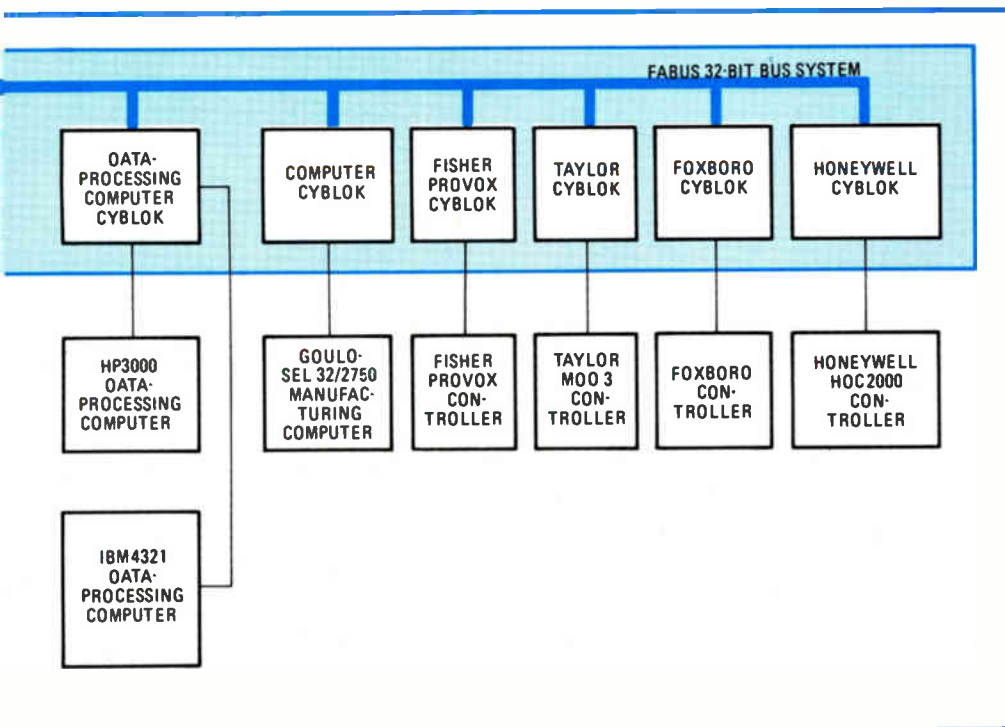 FABUS 32-BIT BUS SYSTEM
OATA-
PROCESSING
COMPUTER
CYBLOK
COMPUTER
CYBLOK
FISHER
PROVOX
CYBLOK
TAYLOR
CYBLOK
FOXBORO
CYBLOK
HONEYWELL
CYBLOK
HP3000
OATA-
PROCESSING
COMPUTER
GOULO-
SEL 32/2750
MANUFAC-
TURING
COMPUTER
FISHER
PROVOX
CON-
TROLLER
TAYLOR
MOO 3
CON-
TROLLER
FOXBORO
CON-
TROLLER
HONEYWELL
HOC2000
CON-
TROLLER
IBM4321
OATA-
PROCESSING
COMPUTER